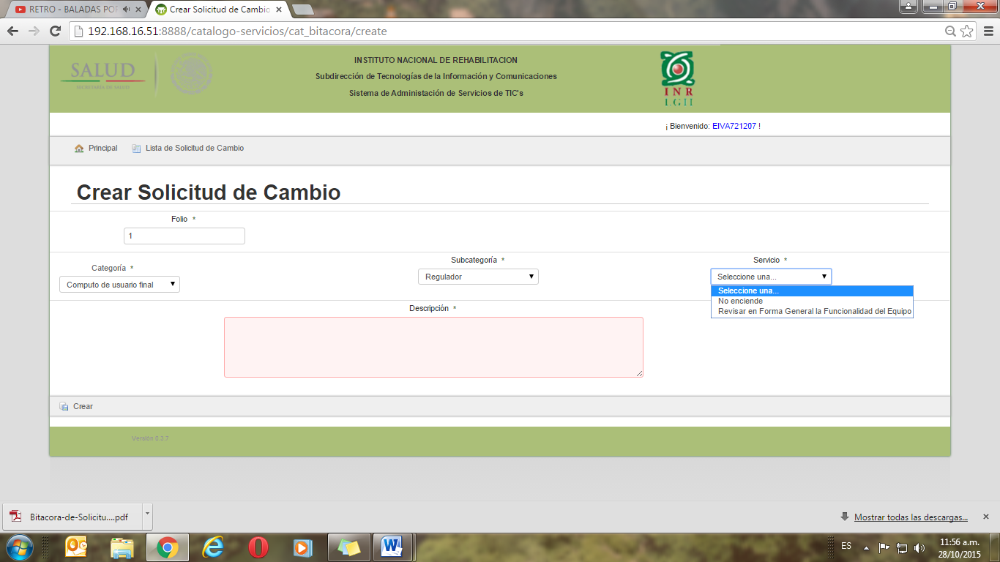 RETRO - BALADAS POP
Crear Solicitud de Cambio
192.168.16.51:8888/catalogo-servicios/cat_bitacora/create
SALUD
SECRETARÍA DE SALUD
INSTITUTO NACIONAL DE REHABILITACION
Subdirección de Tecnologías de la Información y Comunicaciones
Sistema de Administación de Servicios de TIC's
INR
LGII
¡ Bienvenido: EIVA721207 !
Principal
Lista de Solicitud de Cambio
Crear Solicitud de Cambio
Folio *
1
Categoría *
Subcategoría *
Servicio *
Computo de usuario final
Regulador
Seleccione una...
Seleccione una...
No enciende
Revisar en Forma General la Funcionalidad del Equipo
Descripción *
Crear
Versión 0.3.7
Bitacora-de-Solicitu....pdf
Mostrar todas las descargas...
ES
11:56 a.m.
28/10/2015